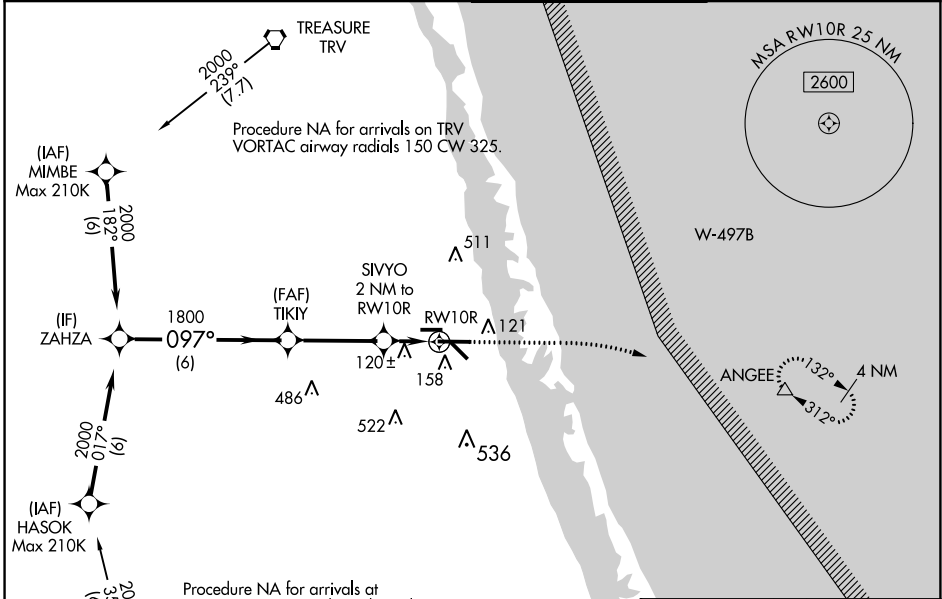 TREASURE
TRV
2000
239°
(7.7)
MSA RW10R 25 NM
2600
Procedure NA for arrivals on TRV
VORTAC airway radials 150 CW 325.
(IAF)
MIMBE
Max 210K
2000
182°
(6)
W-497B
511
SIVYO
2 NM to
RW10R
(FAF)
TIKIY
(IF)
ZAHZA
1800
097°
(6)
RW10R
121
120±
158
ANGEE
132°
4 NM
312°
486
522
536
2000
017°
(6)
(IAF)
HASOK
Max 210K
Procedure NA for arrivals at